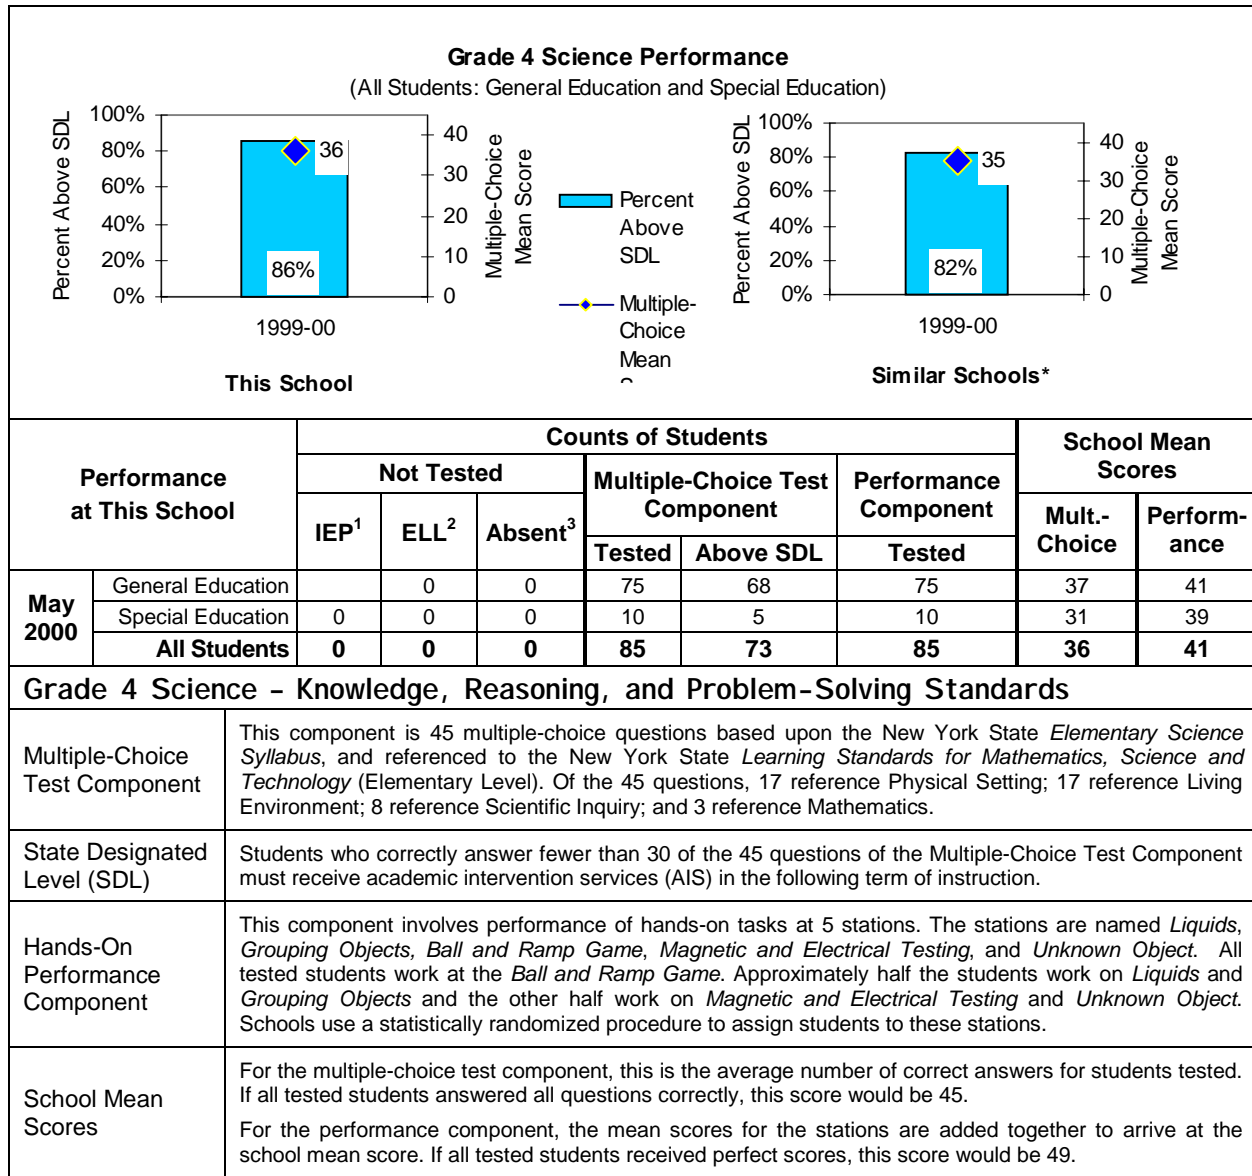 Grade 4 Science Performance
(All Students: General Education and Special Education)
Percent Above SDL
100%
80%
60%
40%
20%
0%
36
86%
1999-00
40
30
20
10
0
Multiple-Choice
Mean Score
This School
Percent
Above
SDL
Multiple-
Choice
Mean
Percent Above SDL
100%
80%
60%
40%
20%
0%
35
82%
1999-00
40
30
20
10
0
Multiple-Choice
Mean Score
Similar Schools*
Performance
at This School
Counts of Students
School Mean
Scores
Not Tested
Multiple-Choice Test
Component
Performance
Component
IEP¹ ELL² Absent³ Tested Above SDL Tested
Mult.-
Choice
Perform-
ance
May
2000
General Education 0 0 75 68 75 37 41
Special Education 0 0 0 10 5 10 31 39
All Students 0 0 0 85 73 85 36 41
Grade 4 Science – Knowledge, Reasoning, and Problem-Solving Standards
Multiple-Choice
Test Component
This component is 45 multiple-choice questions based upon the New York State Elementary Science
Syllabus, and referenced to the New York State Learning Standards for Mathematics, Science and
Technology (Elementary Level). Of the 45 questions, 17 reference Physical Setting; 17 reference Living
Environment; 8 reference Scientific Inquiry; and 3 reference Mathematics.
State Designated
Level (SDL)
Students who correctly answer fewer than 30 of the 45 questions of the Multiple-Choice Test Component
must receive academic intervention services (AIS) in the following term of instruction.
Hands-On
Performance
Component
This component involves performance of hands-on tasks at 5 stations. The stations are named Liquids,
Grouping Objects, Ball and Ramp Game, Magnetic and Electrical Testing, and Unknown Object. All
tested students work at the Ball and Ramp Game. Approximately half the students work on Liquids and
Grouping Objects and the other half work on Magnetic and Electrical Testing and Unknown Object.
Schools use a statistically randomized procedure to assign students to these stations.
School Mean
Scores
For the multiple-choice test component, this is the average number of correct answers for students tested.
If all tested students answered all questions correctly, this score would be 45.
For the performance component, the mean scores for the stations are added together to arrive at the
school mean score. If all tested students received perfect scores, this score would be 49.